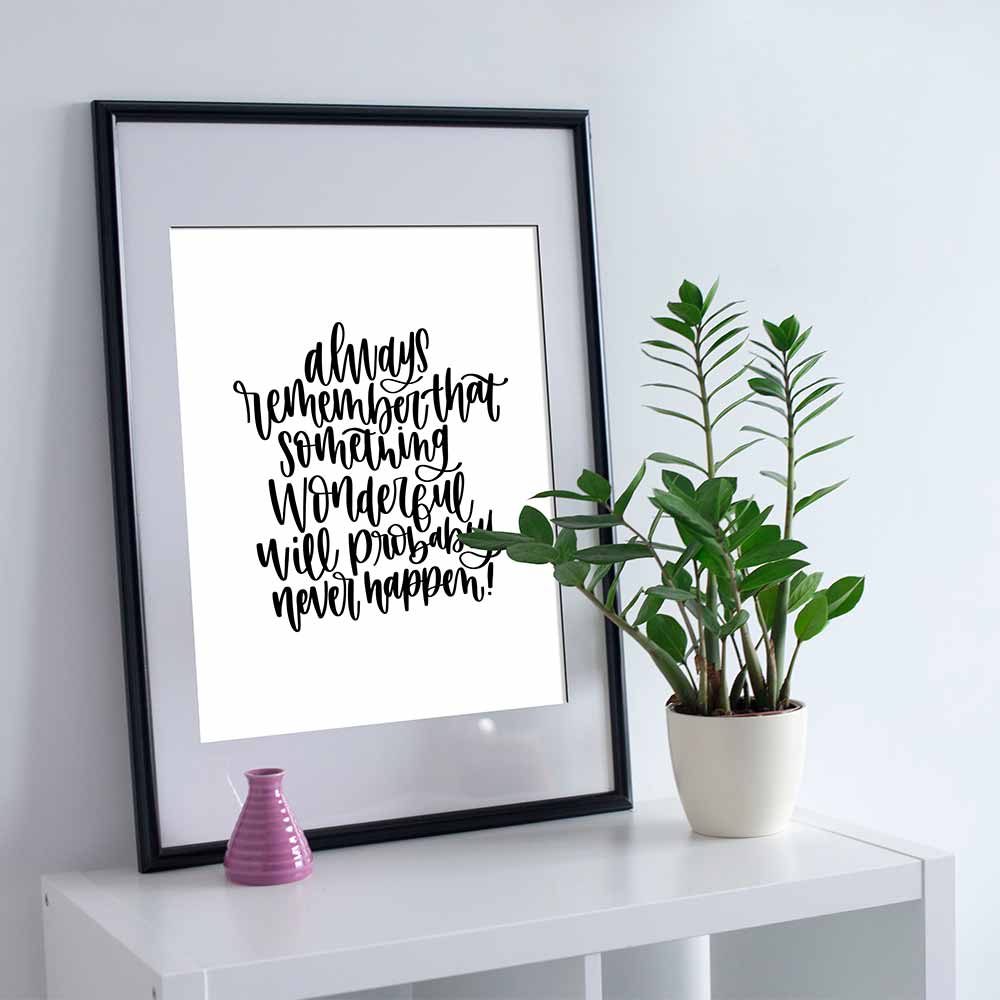 always
remember that
something
wonderful
will probably
never happen!